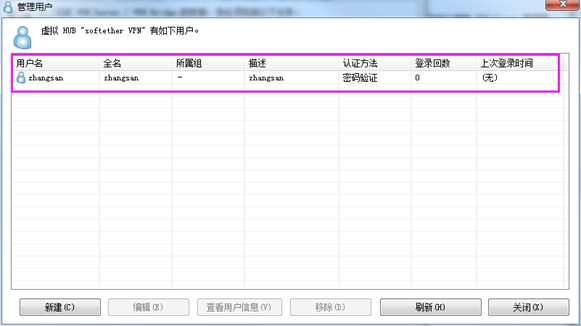 管理用户
虚拟 HUB "softether VPN" 有如下用户。
用户名 全名 所属组 描述 认证方法 登录回数 上次登录时间
zhangsan zhangsan - zhangsan 密码验证 0 (无)
新建(C) 编辑(E) 查看用户信息(V) 移除(D) 刷新(H) 关闭(X)